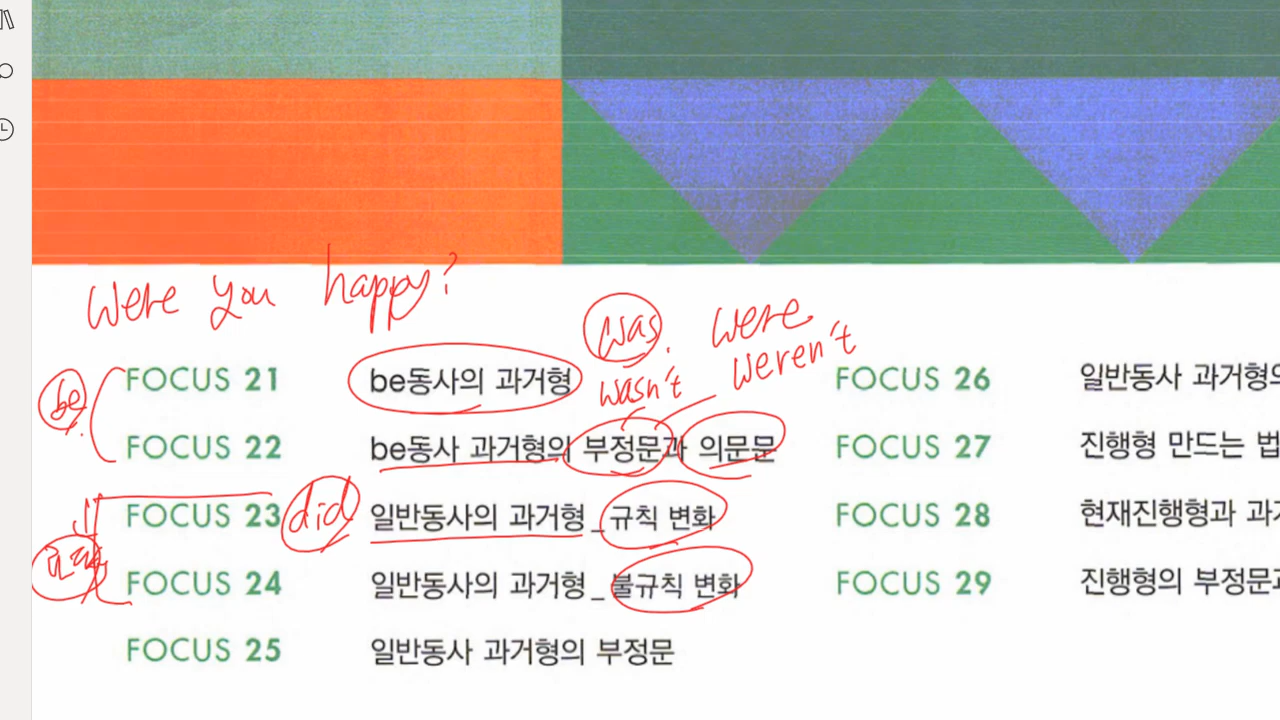 Were you happy?
was. were
wasn't weren't
be
FOCUS 21 be동사의 과거형
FOCUS 22 be동사 과거형의 부정문과 의문문
FOCUS 23 did 일반동사의 과거형_규칙 변화
FOCUS 24 일반동사의 과거형_불규칙 변화
FOCUS 25 일반동사 과거형의 부정문
FOCUS 26 일반동사 과거형의
FOCUS 27 진행형 만드는 법
FOCUS 28 현재진행형과
FOCUS 29 진행형의 부정문과